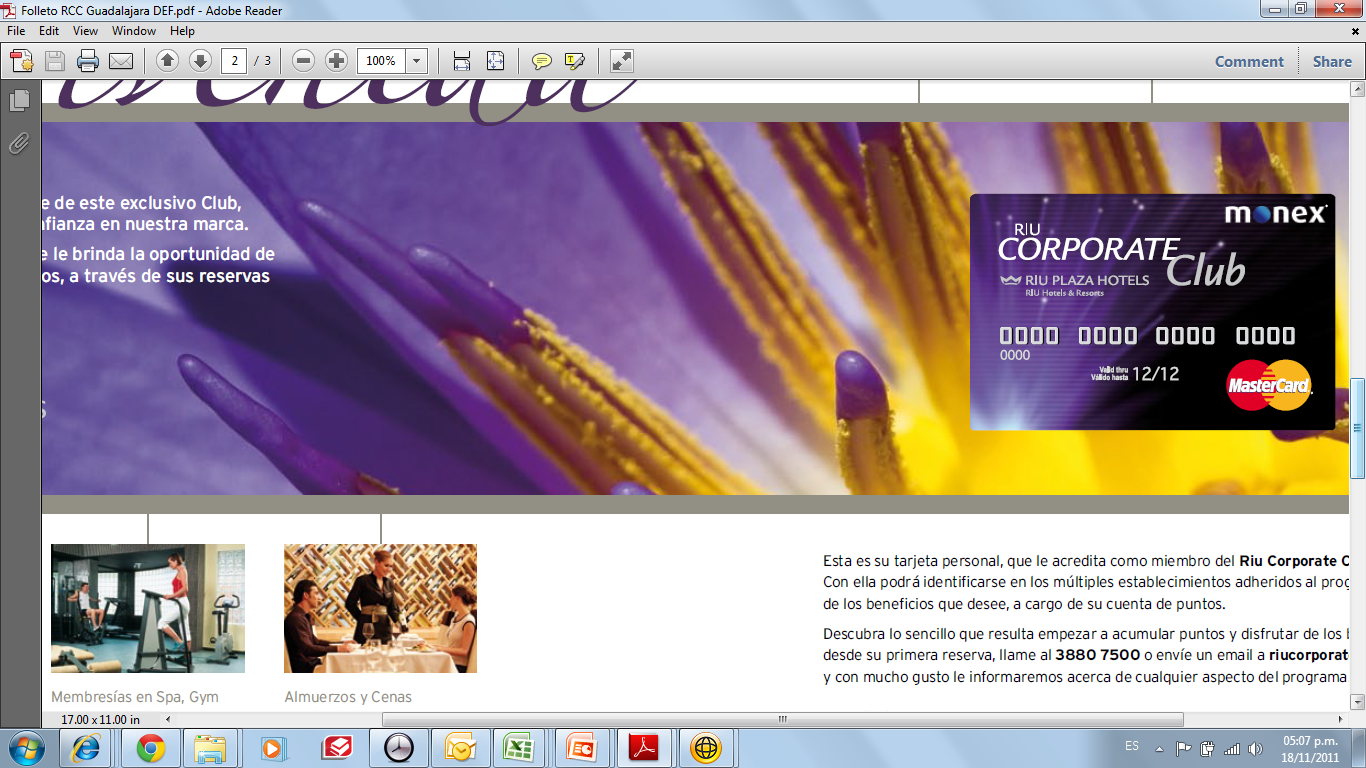 Folleto RCC Guadalajara DEF.pdf - Adobe Reader
File Edit View Window Help
2 / 3 100% Comment Share
e de este exclusivo Club,
nfianza en nuestra marca.
e le brinda la oportunidad de
os, a través de sus reservas
monex
RIU
CORPORATE
Club
RIU PLAZA HOTELS
RIU Hotels & Resorts
0000 0000 0000 0000
0000
Valid thru
Válido hasta 12/12
MasterCard
Esta es su tarjeta personal, que le acredita como miembro del Riu Corporate C
Con ella podrá identificarse en los múltiples establecimientos adheridos al prog
de los beneficios que desee, a cargo de su cuenta de puntos.
Descubra lo sencillo que resulta empezar a acumular puntos y disfrutar de los b
desde su primera reserva, llame al 3880 7500 o envíe un email a riucorporat
y con mucho gusto le informaremos acerca de cualquier aspecto del programa
Membresías en Spa, Gym
Almuerzos y Cenas
17.00 x 11.00 in
ES
05:07 p.m.
18/11/2011